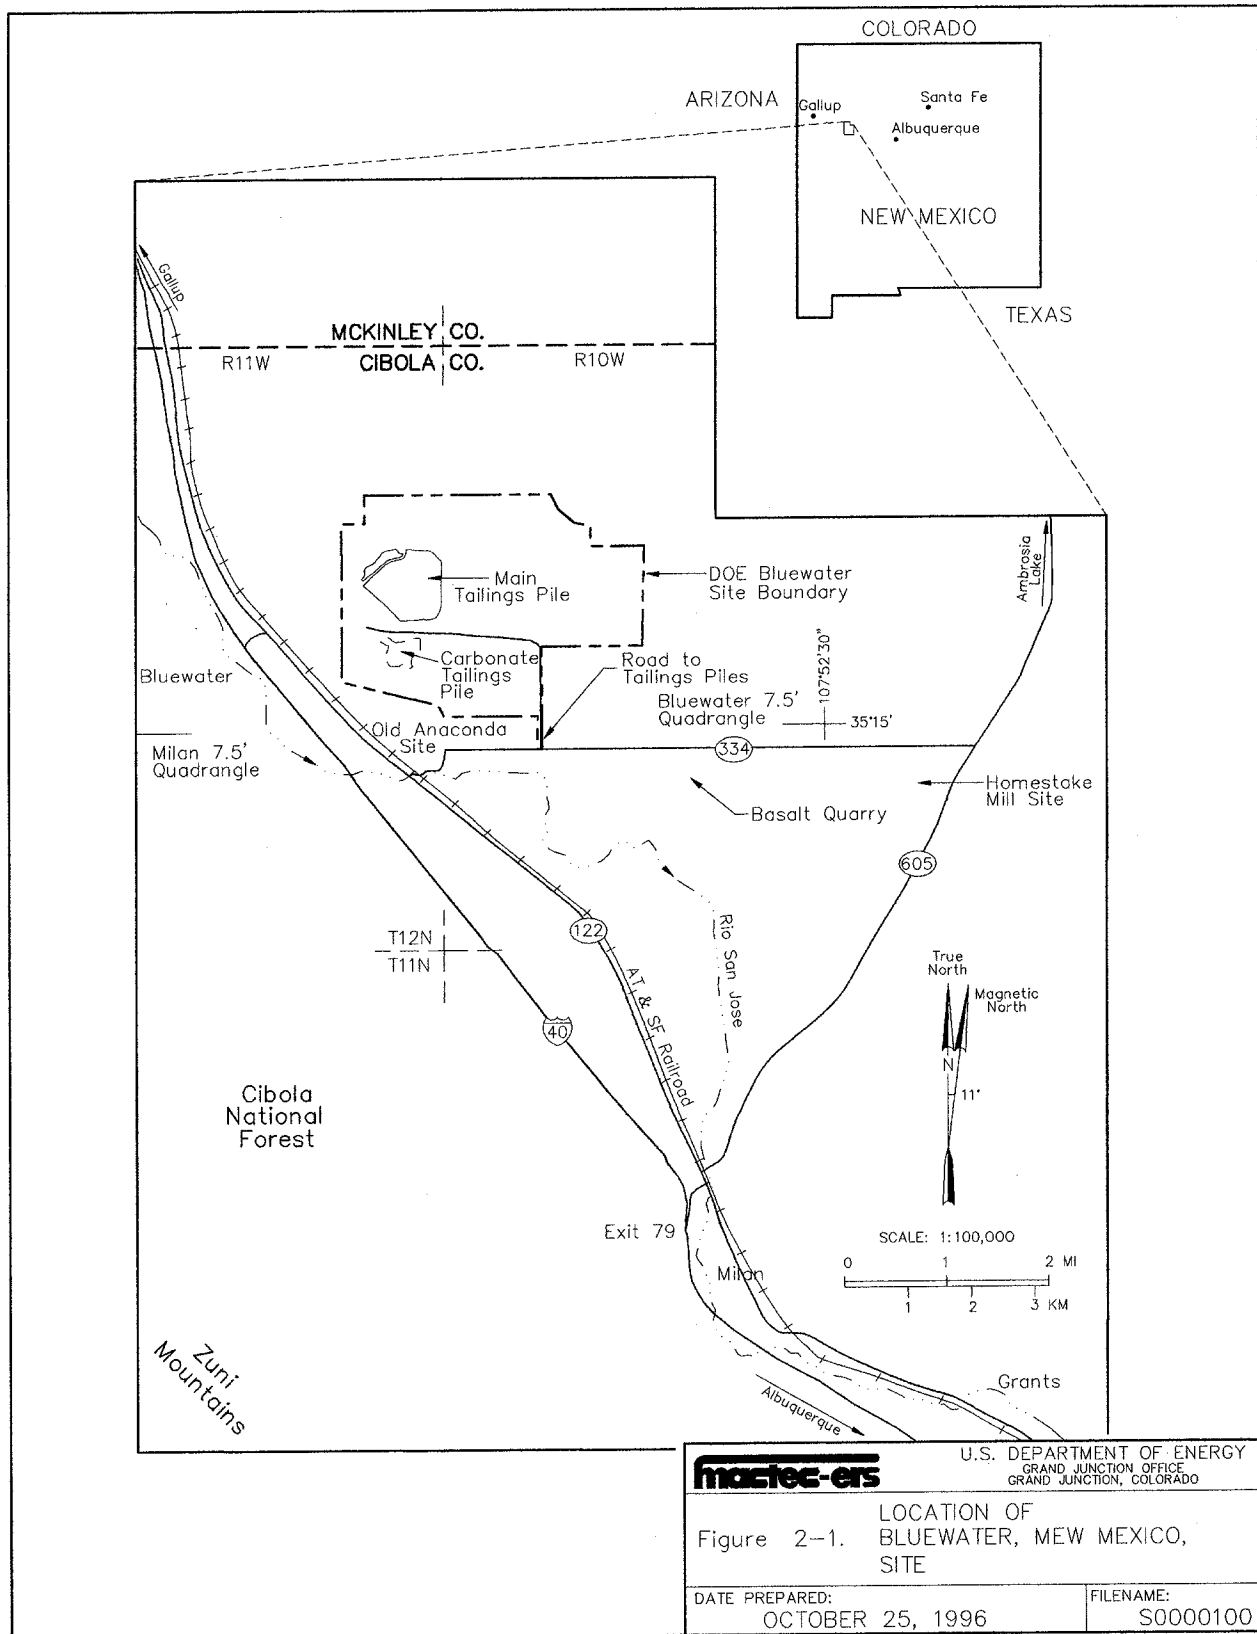 COLORADO
ARIZONA
Gallup
Santa Fe
Albuquerque
NEW MEXICO
TEXAS
Gallup
MCKINLEY CO.
CIBOLA CO.
R11W
R10W
Main
Tailings Pile
DOE Bluewater
Site Boundary
Ambrosia
Lake
Carbonate
Tailings
Pile
Road to
Tailings Piles
107°52'30"
Bluewater
Bluewater 7.5'
Quadrangle
35°15'
Old Anaconda
Site
Milan 7.5'
Quadrangle
334
Homestake
Mill Site
Basalt Quarry
605
122
T12N
T11N
Rio San Jose
AT. & SF. Railroad
True
North
Magnetic
North
N
11°
40
Cibola
National
Forest
Exit 79
SCALE: 1:100,000
0 1 2 MI
1 2 3 KM
Milan
Zuni
Mountains
Grants
Albuquerque
mactec-ers
U.S. DEPARTMENT OF ENERGY
GRAND JUNCTION OFFICE
GRAND JUNCTION, COLORADO
Figure 2-1.
LOCATION OF
BLUEWATER, MEW MEXICO,
SITE
DATE PREPARED:
OCTOBER 25, 1996
FILENAME:
S0000100